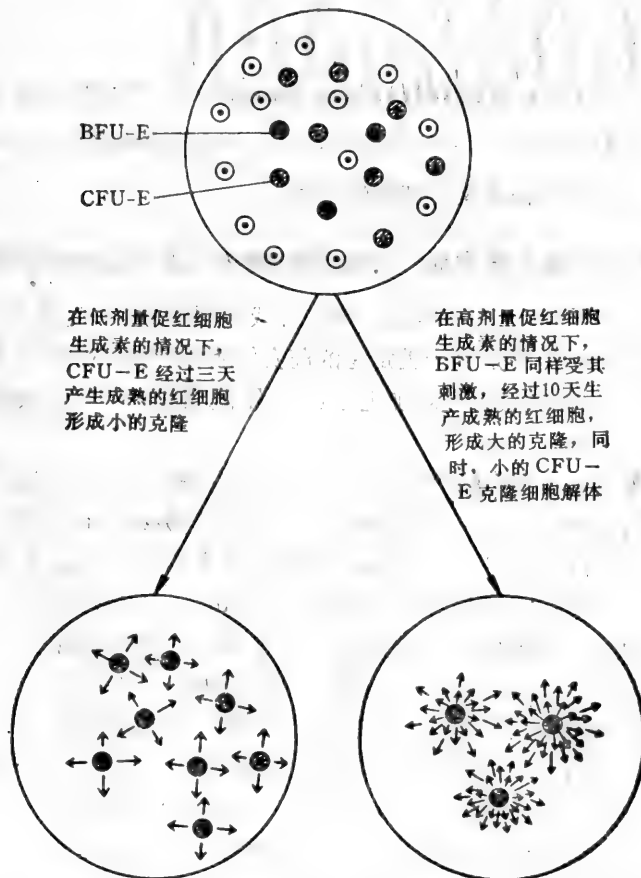 BFU-E
CFU-E
在低剂量促红细胞
生成素的情况下，
CFU-E 经过三天
产生成熟的红细胞
形成小的克隆
在高剂量促红细胞
生成素的情况下，
BFU-E 同样受其
刺激，经过10天生
产成熟的红细胞，
形成大的克隆，同
时，小的 CFU-
E 克隆细胞解体